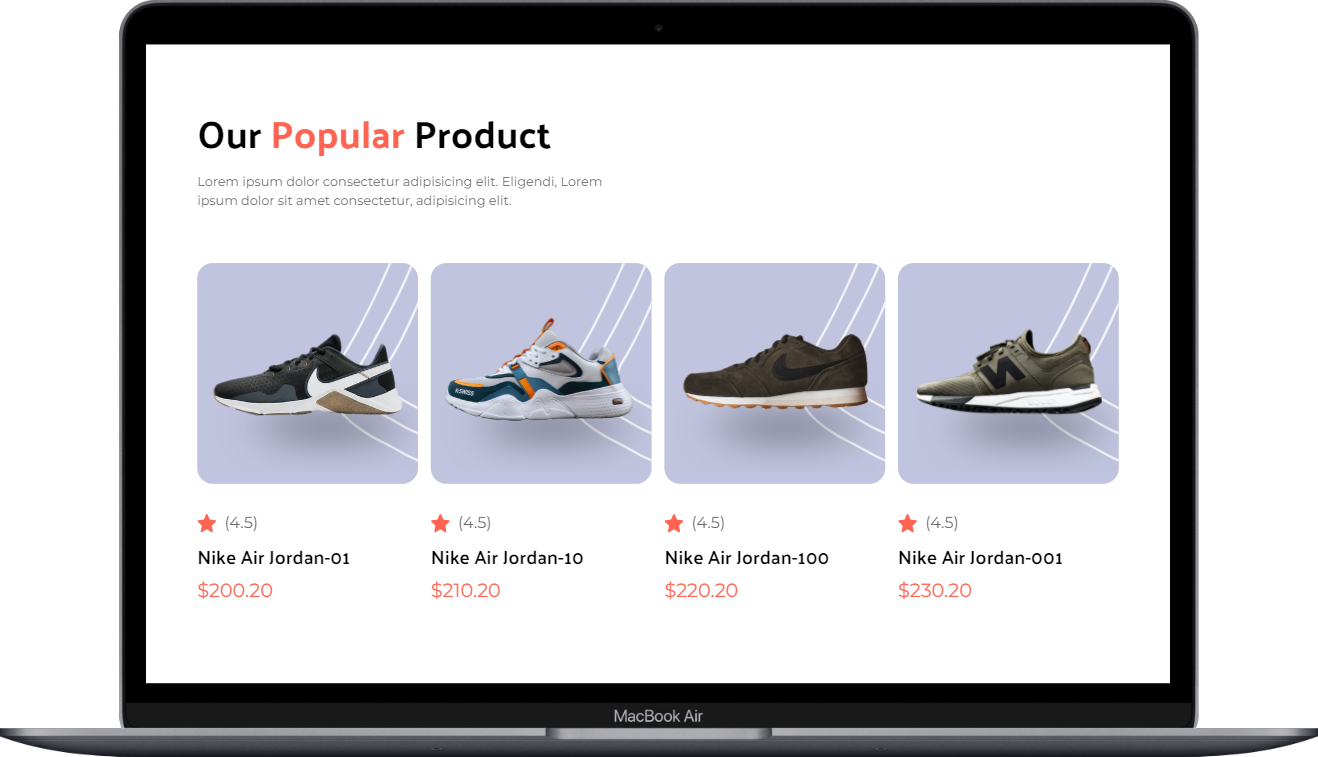 Our Popular Product
Lorem ipsum dolor consectetur adipisicing elit. Eligendi, Lorem
ipsum dolor sit amet consectetur, adipisicing elit.
K-SWISS
N
(4.5) (4.5) (4.5) (4.5)
Nike Air Jordan-01 Nike Air Jordan-10 Nike Air Jordan-100 Nike Air Jordan-001
$200.20 $210.20 $220.20 $230.20
MacBook Air